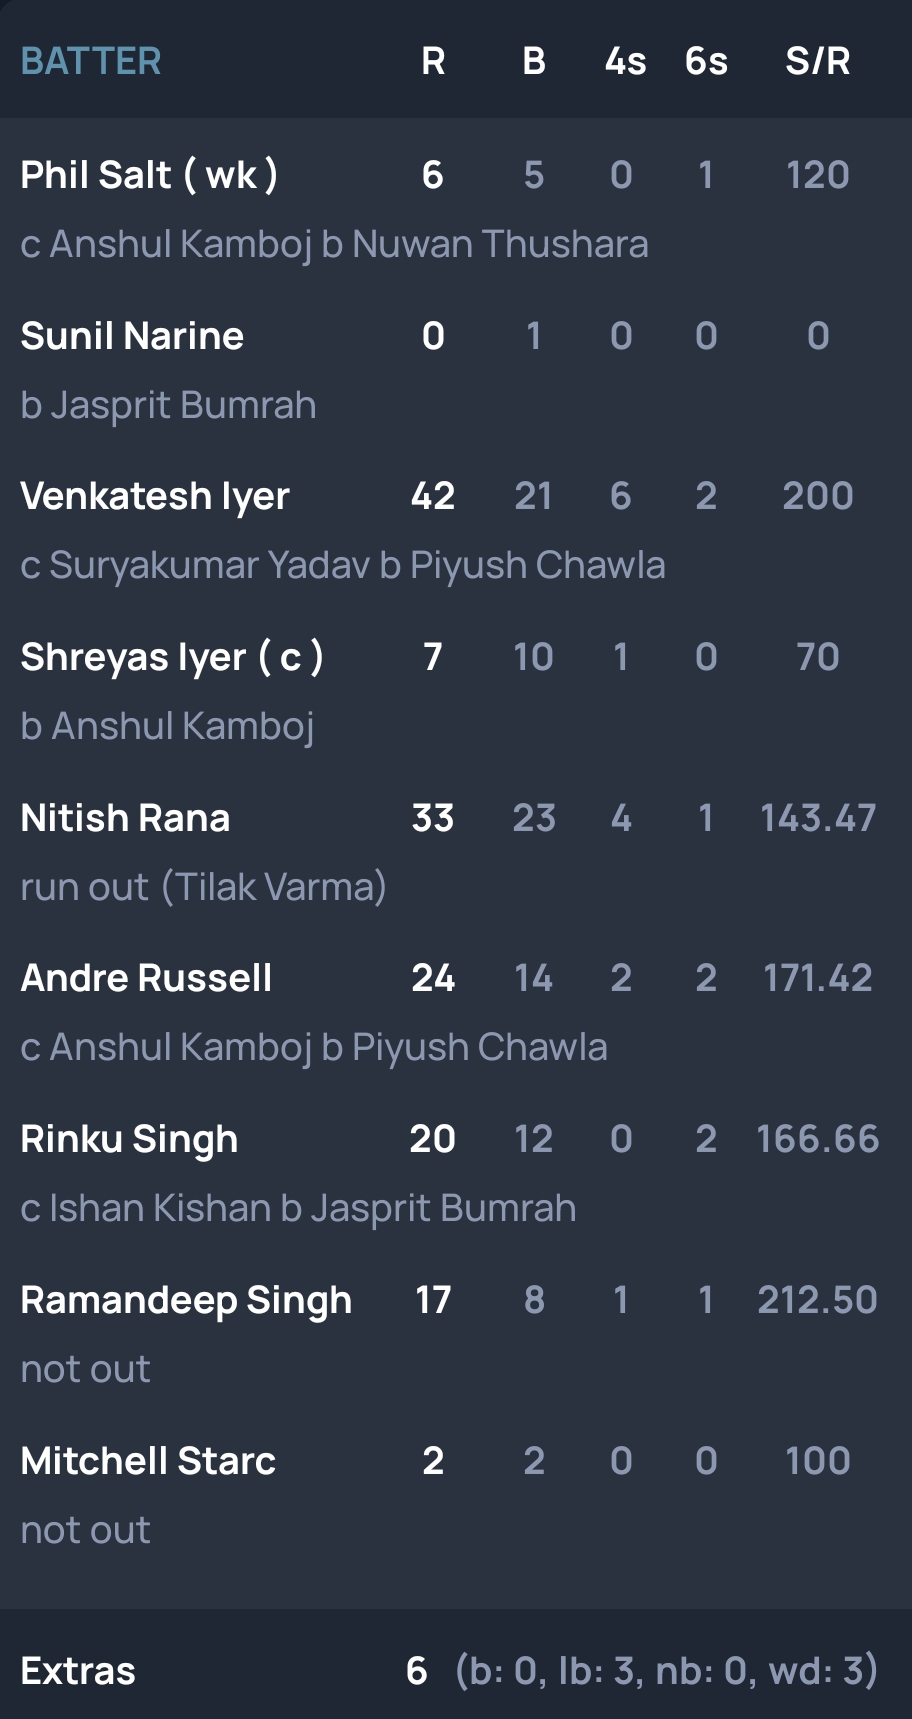 BATTER R B 4s 6s S/R
Phil Salt ( wk ) 6 5 0 1 120
c Anshul Kamboj b Nuwan Thushara
Sunil Narine 0 1 0 0 0
b Jasprit Bumrah
Venkatesh Iyer 42 21 6 2 200
c Suryakumar Yadav b Piyush Chawla
Shreyas Iyer ( c ) 7 10 1 0 70
b Anshul Kamboj
Nitish Rana 33 23 4 1 143.47
run out (Tilak Varma)
Andre Russell 24 14 2 2 171.42
c Anshul Kamboj b Piyush Chawla
Rinku Singh 20 12 0 2 166.66
c Ishan Kishan b Jasprit Bumrah
Ramandeep Singh 17 8 1 1 212.50
not out
Mitchell Starc 2 2 0 0 100
not out
Extras 6 (b: 0, lb: 3, nb: 0, wd: 3)